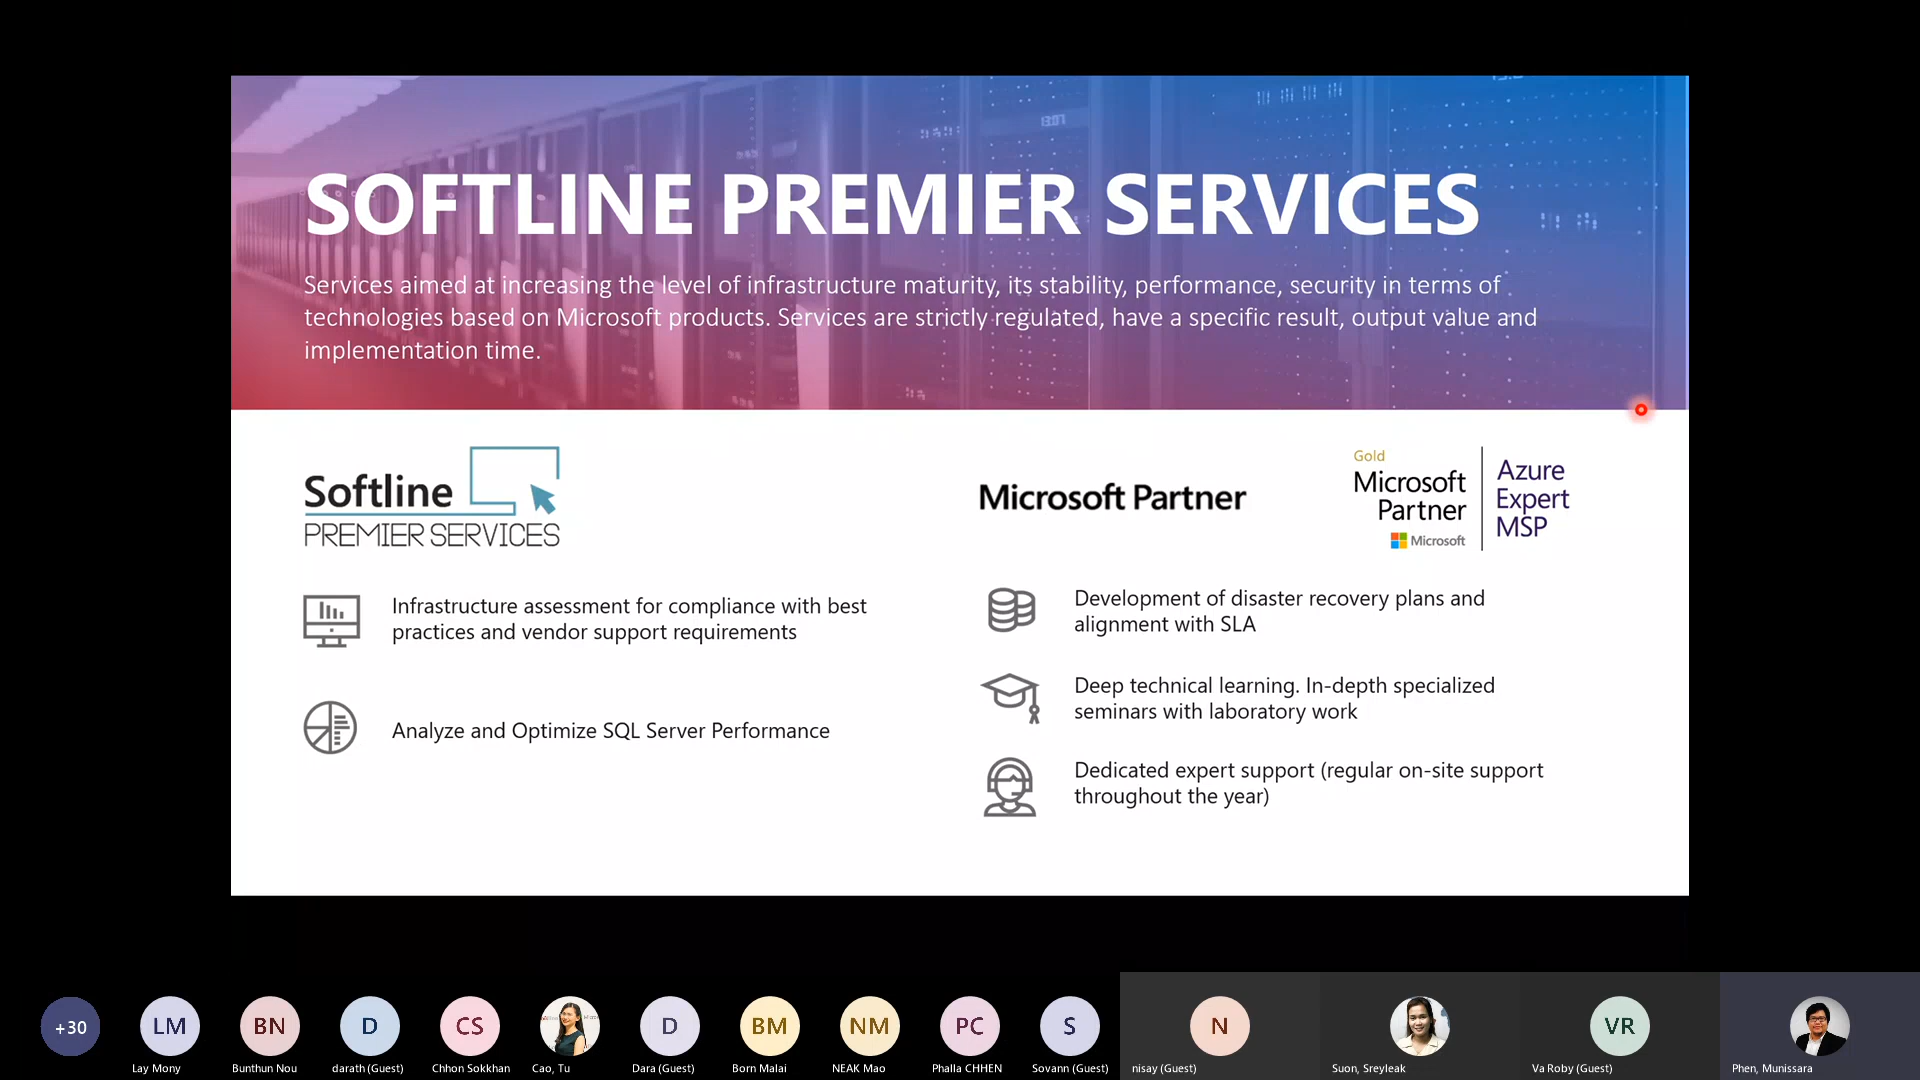 SOFTLINE PREMIER SERVICES
Services aimed at increasing the level of infrastructure maturity, its stability, performance, security in terms of
technologies based on Microsoft products. Services are strictly regulated, have a specific result, output value and
implementation time.
Softline
PREMIER SERVICES
Microsoft Partner
Gold
Microsoft
Partner
Microsoft
Azure
Expert
MSP
Infrastructure assessment for compliance with best
practices and vendor support requirements
Analyze and Optimize SQL Server Performance
Development of disaster recovery plans and
alignment with SLA
Deep technical learning. In-depth specialized
seminars with laboratory work
Dedicated expert support (regular on-site support
throughout the year)
+30
LM
Lay Mony
BN
Bunthun Nou
D
darath (Guest)
CS
Chhon Sokkhan
Cao, Tu
D
Dara (Guest)
BM
Born Malai
NM
NEAK Mao
PC
Phalla CHHEN
S
Sovann (Guest)
N
nisay (Guest)
Suon, Sreyleak
VR
Va Roby (Guest)
Phen, Munissara